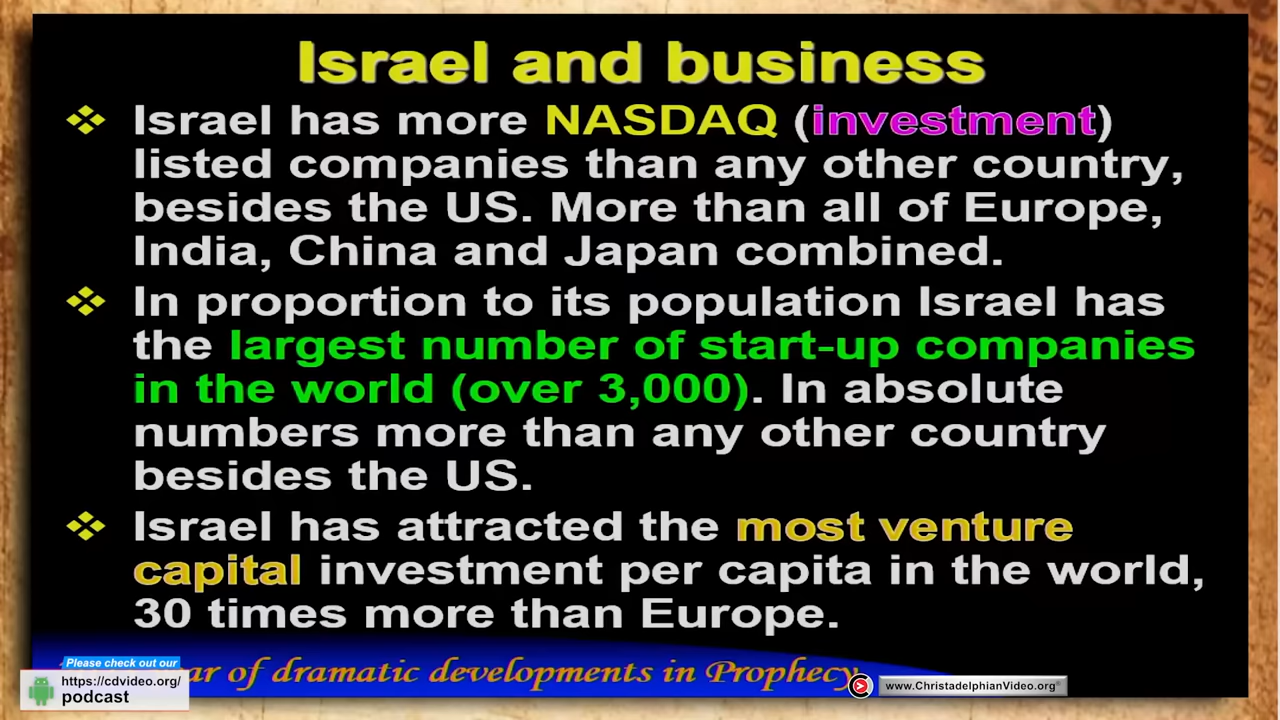 Israel and business
Israel has more NASDAQ (investment)
listed companies than any other country,
besides the US. More than all of Europe,
India, China and Japan combined.
In proportion to its population Israel has
the largest number of start-up companies
in the world (over 3,000). In absolute
numbers more than any other country
besides the US.
Israel has attracted the most venture
capital investment per capita in the world,
30 times more than Europe.
of dramatic developments in Prophecy
Please check out our
https://cdvideo.org/
podcast
www.ChristadelphianVideo.org